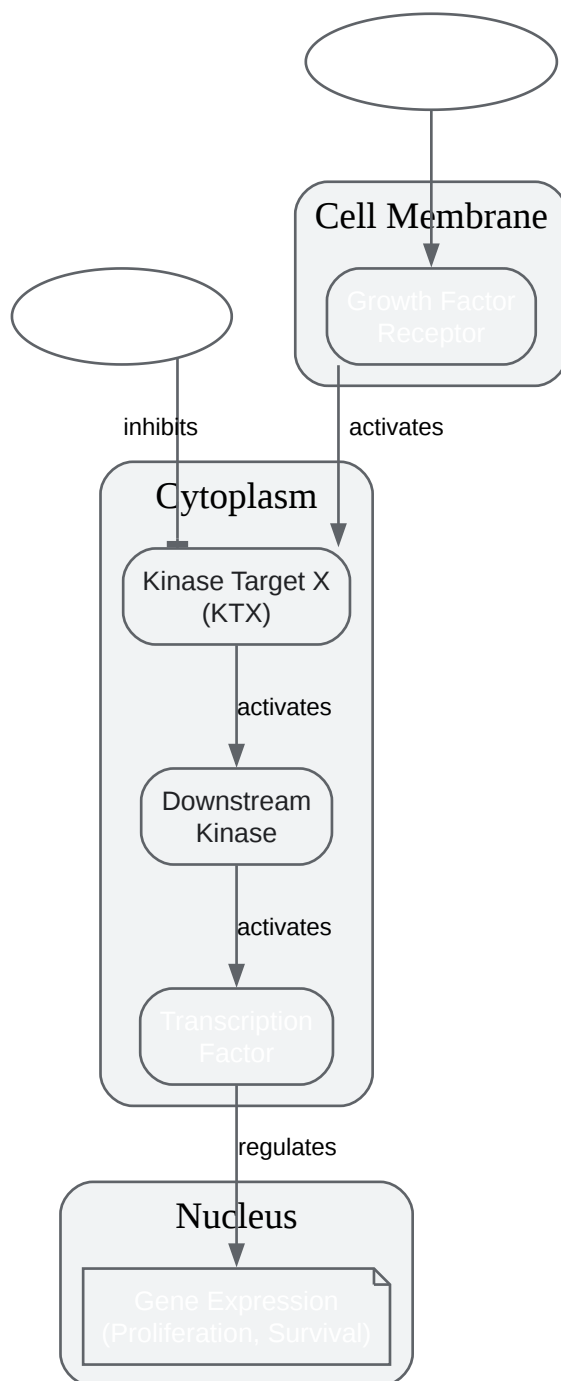 Cell Membrane
Growth Factor
Receptor
inhibits
activates
Cytoplasm
Kinase Target X
(KTX)
activates
Downstream
Kinase
activates
Transcription
Factor
regulates
Nucleus
Gene Expression
(Proliferation, Survival)